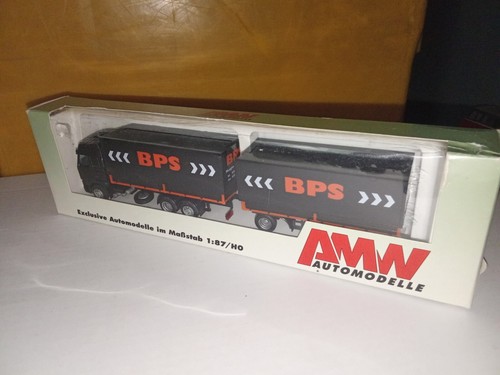 <<< BPS >>>
<<< BPS >>>
Exclusive Automodelle im Maßstab 1:87/HO
AMW
AUTOMODELLE